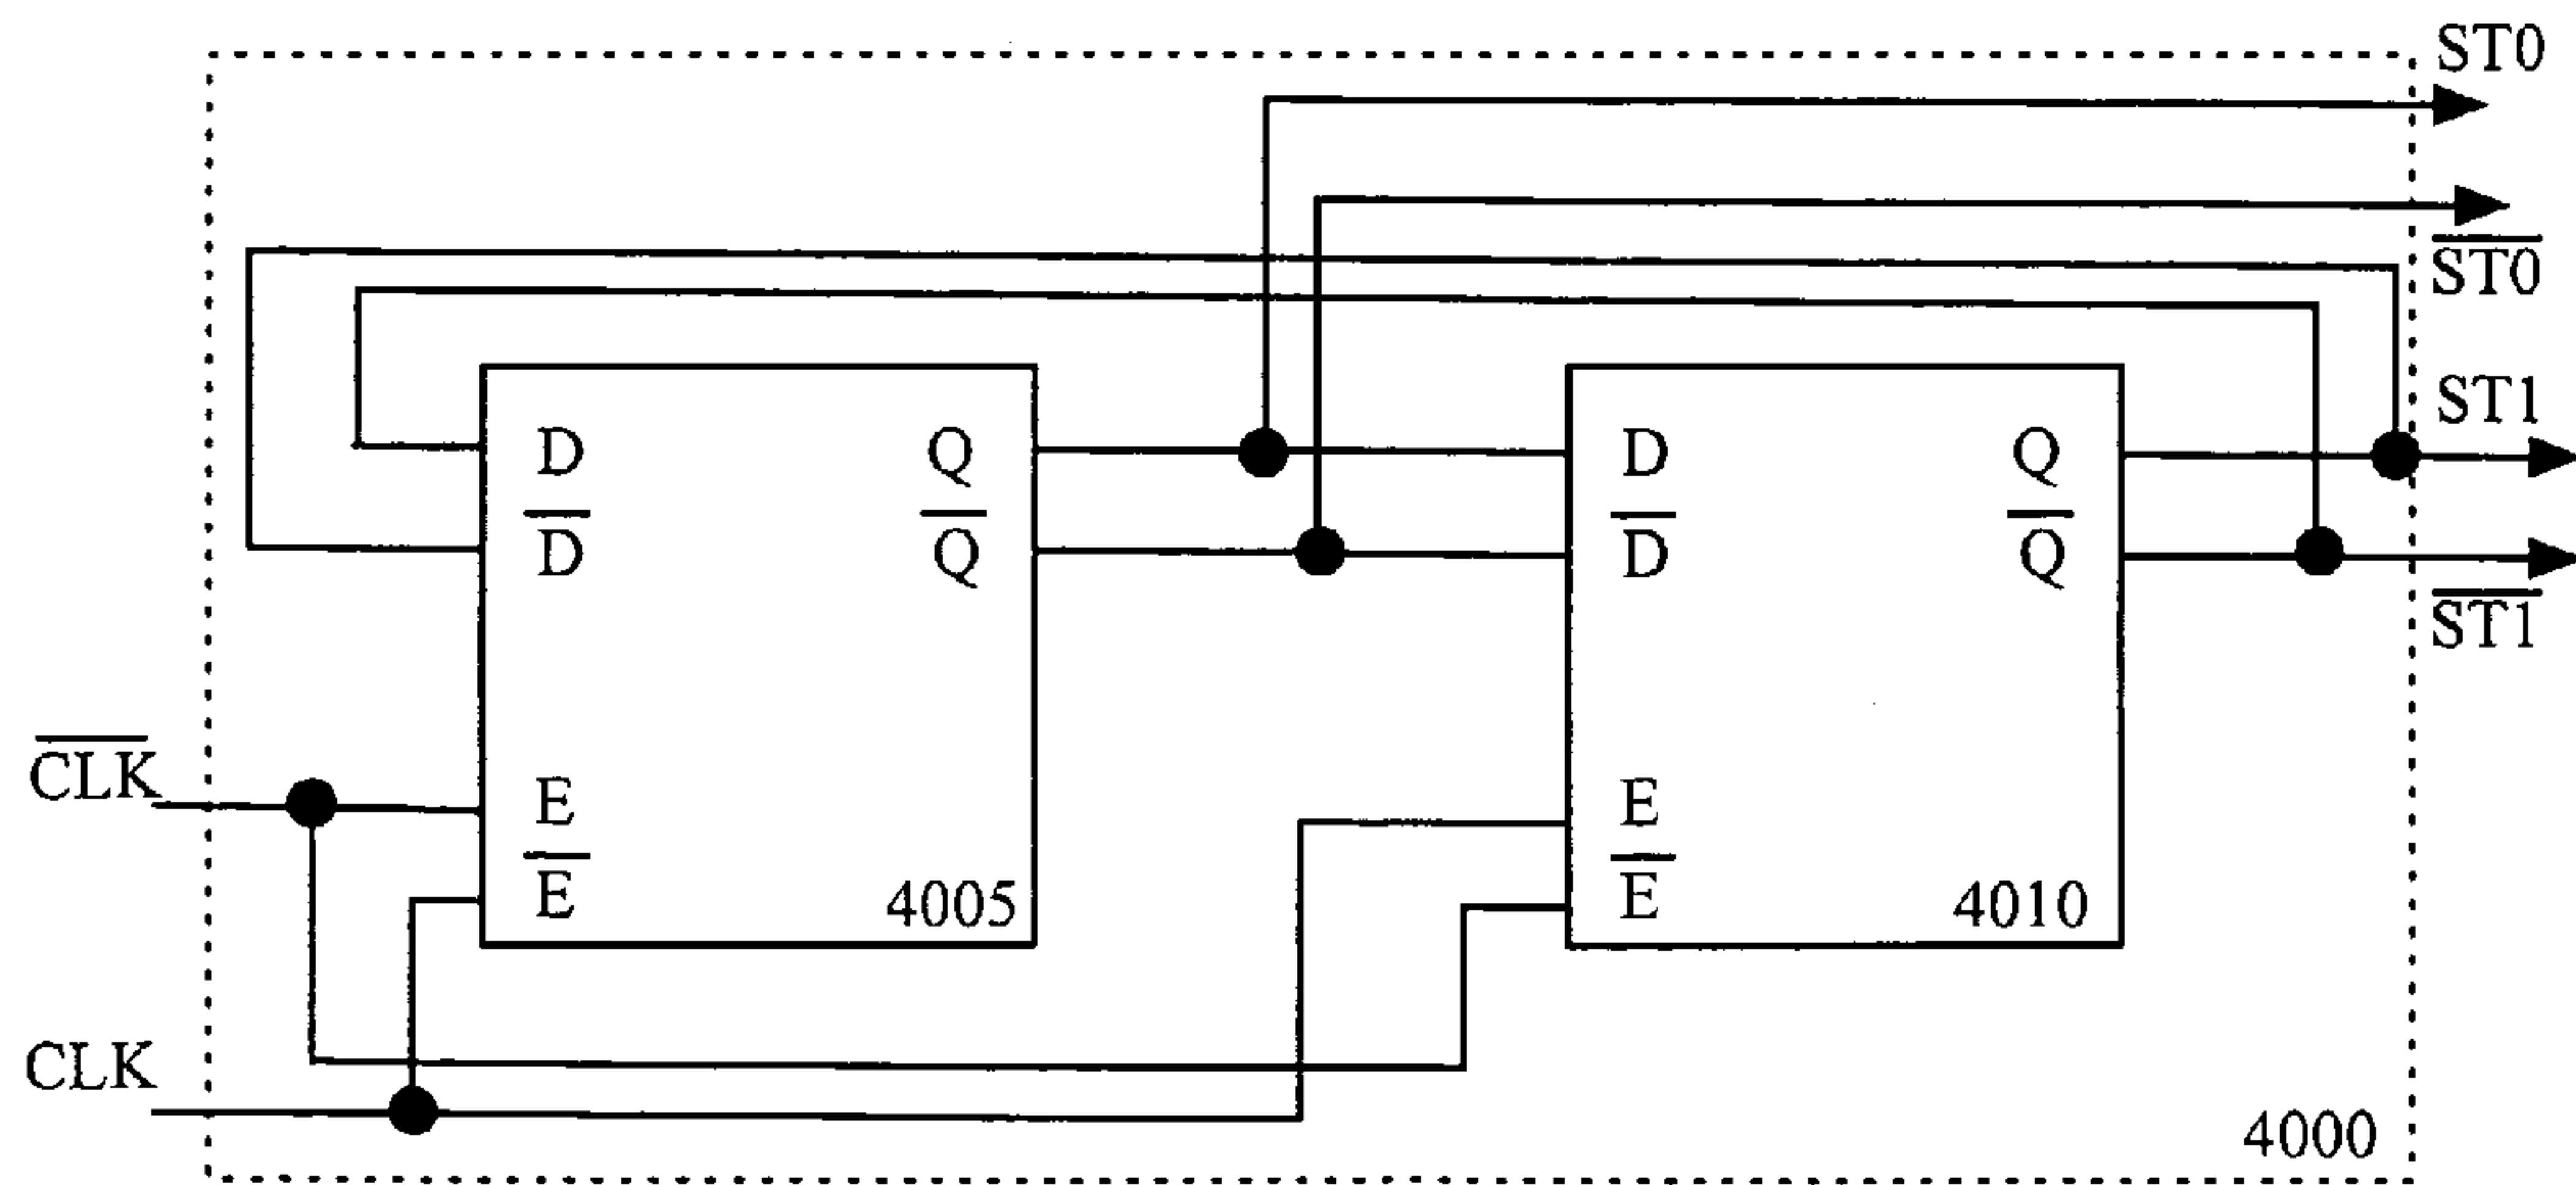 ST0
S̅T̅0̅
D Q D Q ST1
D̅ Q̅ D̅ Q̅
S̅T̅1̅
C̅L̅K̅ E E
E̅ 4005 E̅ 4010
CLK
4000